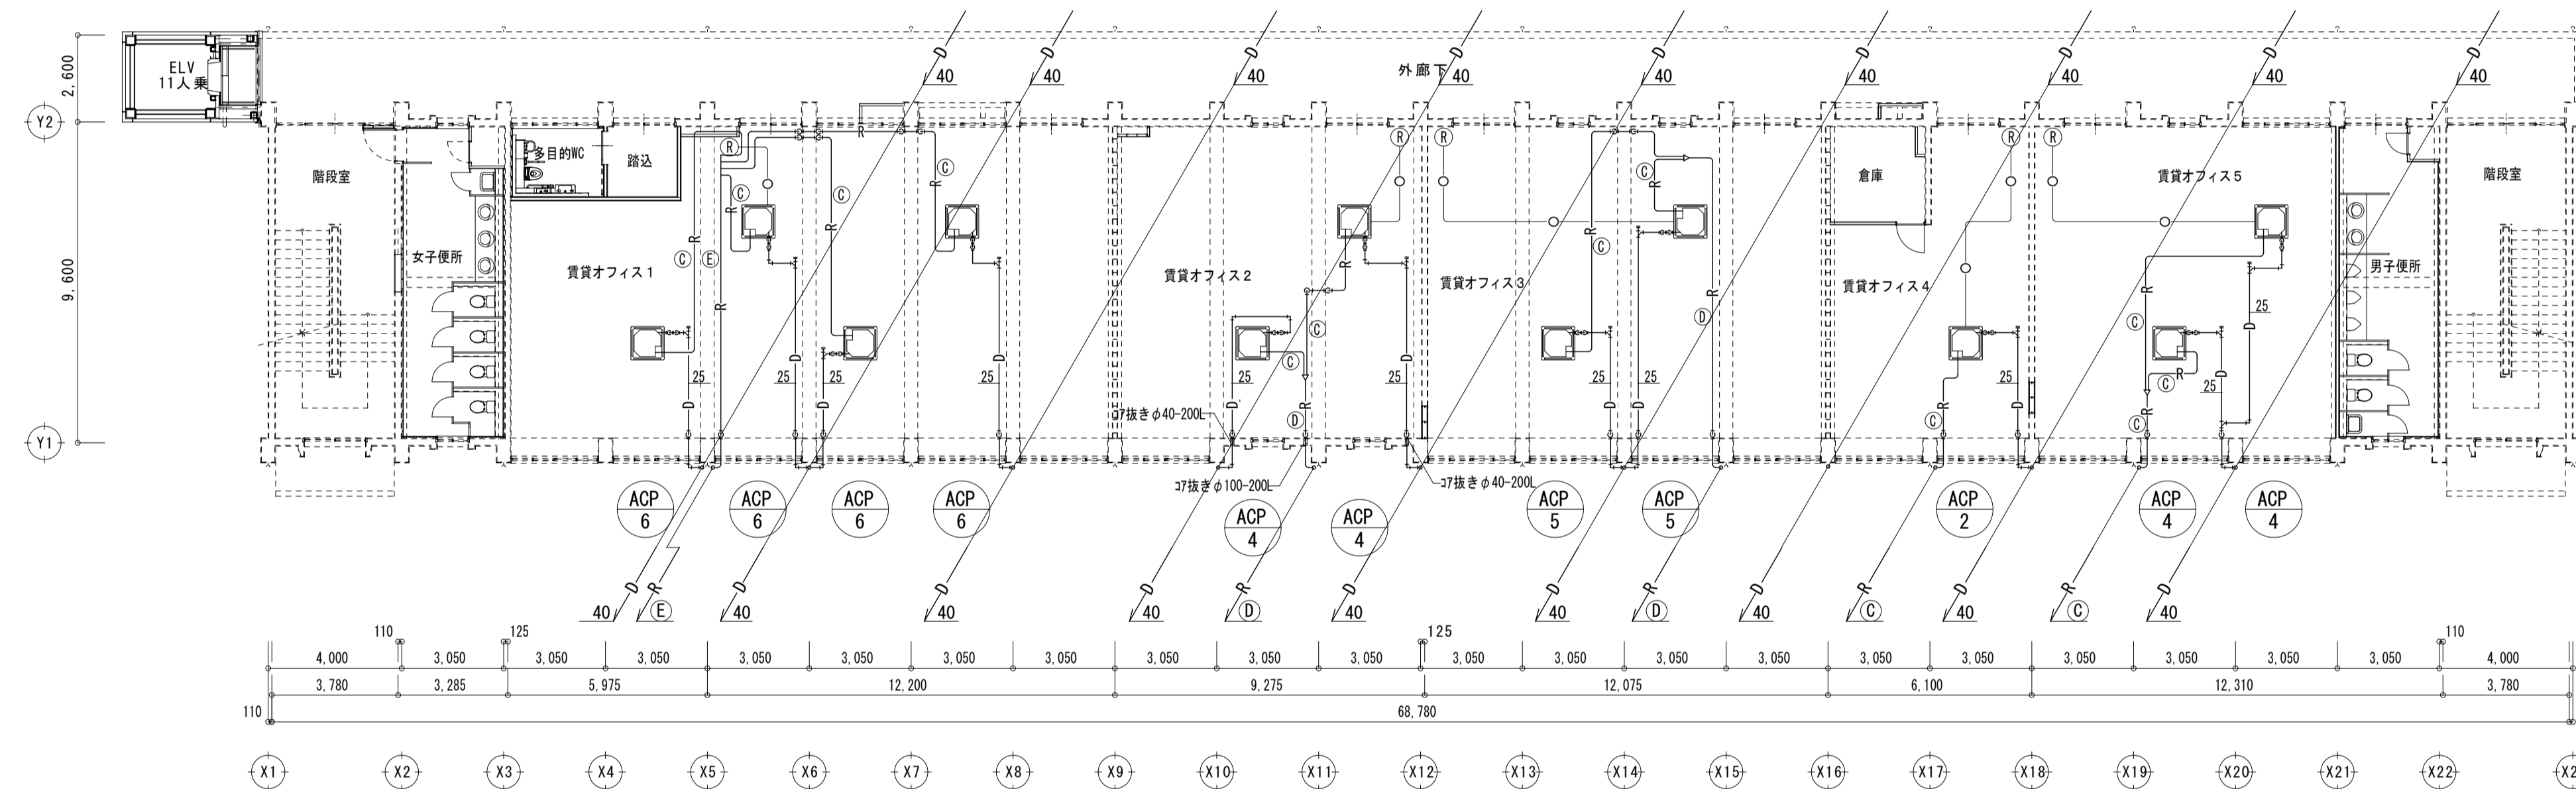 2,600
9,600
Y2
Y1
ELV
11人乗
外廊下
D 40
D 40
D 40
D 40
D 40
D 40
D 40
D 40
階段室
女子便所
多目的WC
踏込
賃貸オフィス1
賃貸オフィス2
賃貸オフィス3
倉庫
賃貸オフィス4
賃貸オフィス5
男子便所
階段室
R
R
R
R
R
R
C
C
C
C
E
R
R
R
R
R
R
C
C
R
R
D
C
C
R
R
D
C
R
C
R
C
C
R
R
C
25
25
25
25
25
25
25
25
25
25
25
D
D
D
D
D
D
D
D
D
D
D
コア抜きφ40-200L
コア抜きφ100-200L
コア抜きφ40-200L
ACP
6
ACP
6
ACP
6
ACP
6
ACP
4
ACP
4
ACP
5
ACP
5
ACP
2
ACP
4
ACP
4
D 40
R E
D 40
D 40
D 40
R D
D 40
D 40
R D
D 40
R C
D 40
R C
D 40
110 125 125 110
4,000 3,050 3,050 3,050 3,050 3,050 3,050 3,050 3,050 3,050 3,050 3,050 3,050 3,050 3,050 3,050 3,050 3,050 3,050 3,050 3,050 4,000
3,780 3,285 5,975 12,200 9,275 12,075 6,100 12,310 3,780
110 68,780
X1 X2 X3 X4 X5 X6 X7 X8 X9 X10 X11 X12 X13 X14 X15 X16 X17 X18 X19 X20 X21 X22